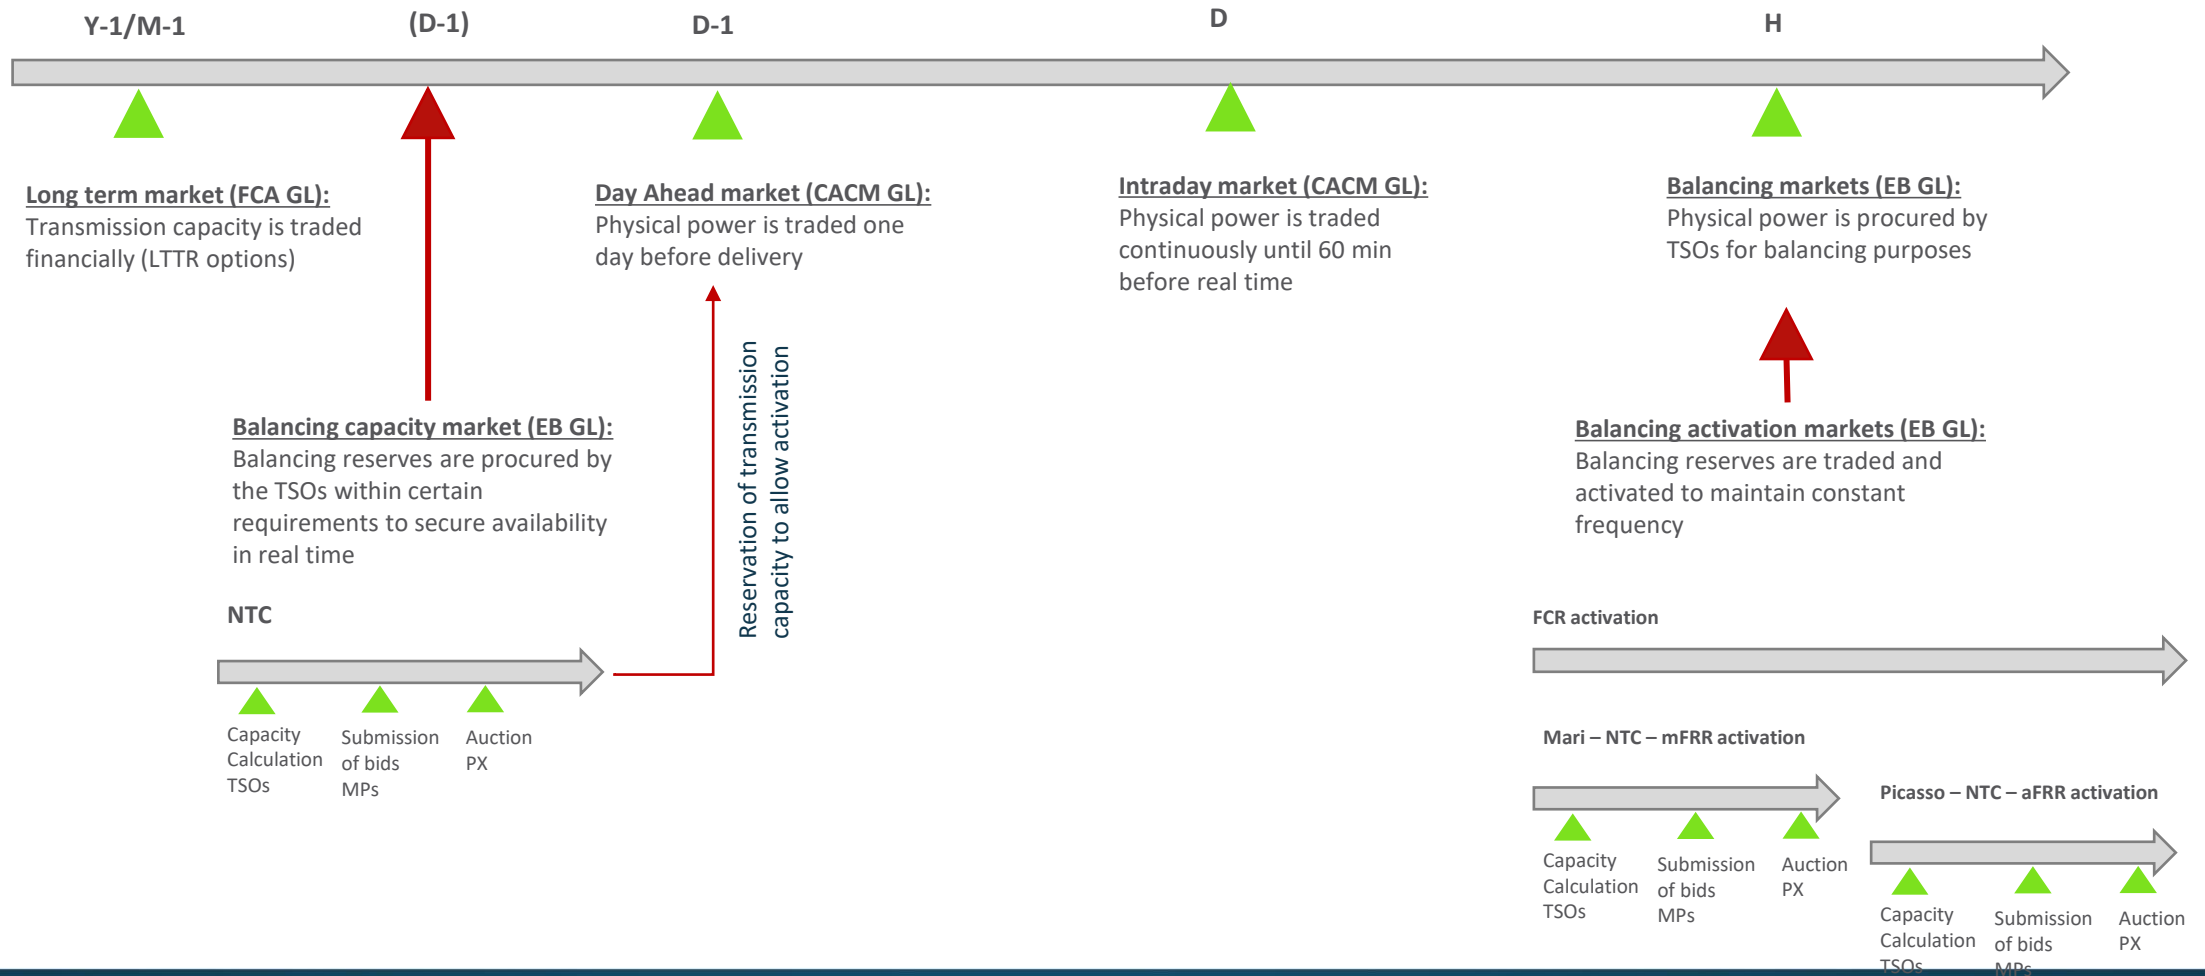 Y-1/M-1
(D-1)
D-1
D
H
Long term market (FCA GL):
Transmission capacity is traded
financially (LTTR options)
Day Ahead market (CACM GL):
Physical power is traded one
day before delivery
Intraday market (CACM GL):
Physical power is traded
continuously until 60 min
before real time
Balancing markets (EB GL):
Physical power is procured by
TSOs for balancing purposes
Reservation of transmission
capacity to allow activation
Balancing capacity market (EB GL):
Balancing reserves are procured by
the TSOs within certain
requirements to secure availability
in real time
Balancing activation markets (EB GL):
Balancing reserves are traded and
activated to maintain constant
frequency
NTC
Capacity
Calculation
TSOs
Submission
of bids
MPs
Auction
PX
FCR activation
Mari – NTC – mFRR activation
Capacity
Calculation
TSOs
Submission
of bids
MPs
Auction
PX
Picasso – NTC – aFRR activation
Capacity
Calculation
TSOs
Submission
of bids
MPs
Auction
PX